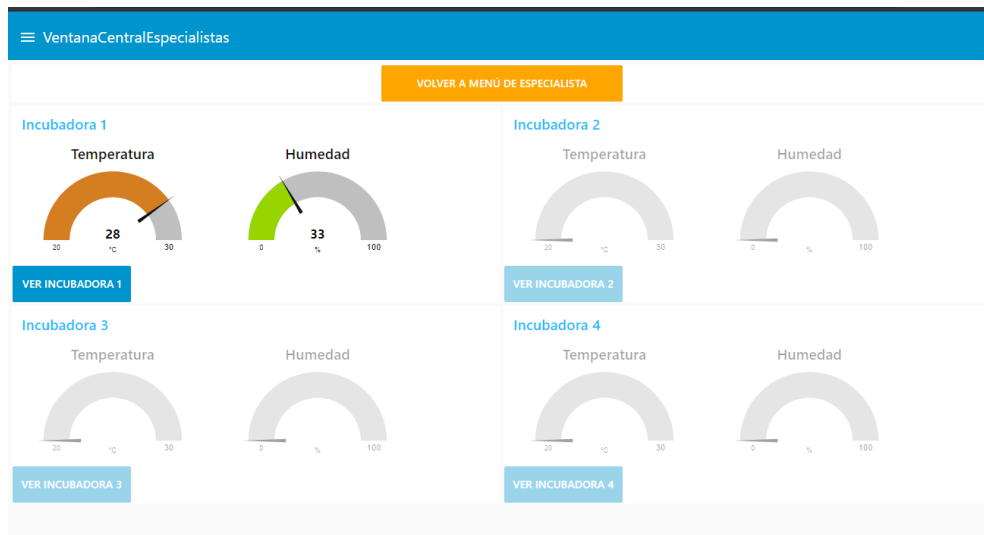 VentanaCentralEspecialistas
VOLVER A MENÚ DE ESPECIALISTA
Incubadora 1
Temperatura
28
20
°C
30
Humedad
33
0
%
100
VER INCUBADORA 1
Incubadora 2
Temperatura
20
°C
30
Humedad
0
%
100
VER INCUBADORA 2
Incubadora 3
Temperatura
20
°C
30
Humedad
0
%
100
VER INCUBADORA 3
Incubadora 4
Temperatura
20
°C
30
Humedad
0
%
100
VER INCUBADORA 4